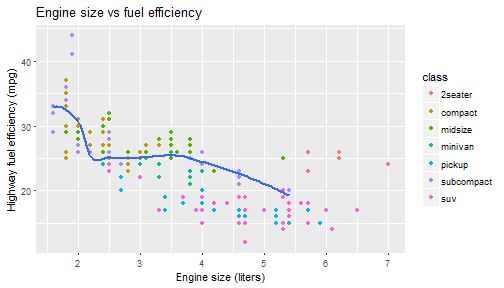 Engine size vs fuel efficiency
Highway fuel efficiency (mpg)
40
30
20
2
3
4
5
6
7
Engine size (liters)
class
2seater
compact
midsize
minivan
pickup
subcompact
suv